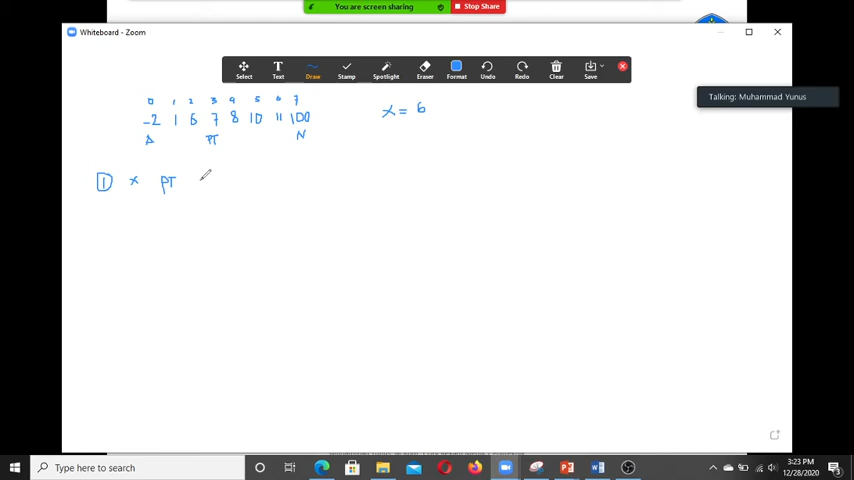 You are screen sharing Stop Share
Whiteboard - Zoom
Select Text Draw Stamp Spotlight Eraser Format Undo Redo Clear Save
Talking: Muhammad Yunus
0 1 2 3 4 5 6 7
-2 1 6 7 8 10 11 100 x = 6
A PT N
1 x PT
Type here to search
3:23 PM
12/28/2020
3